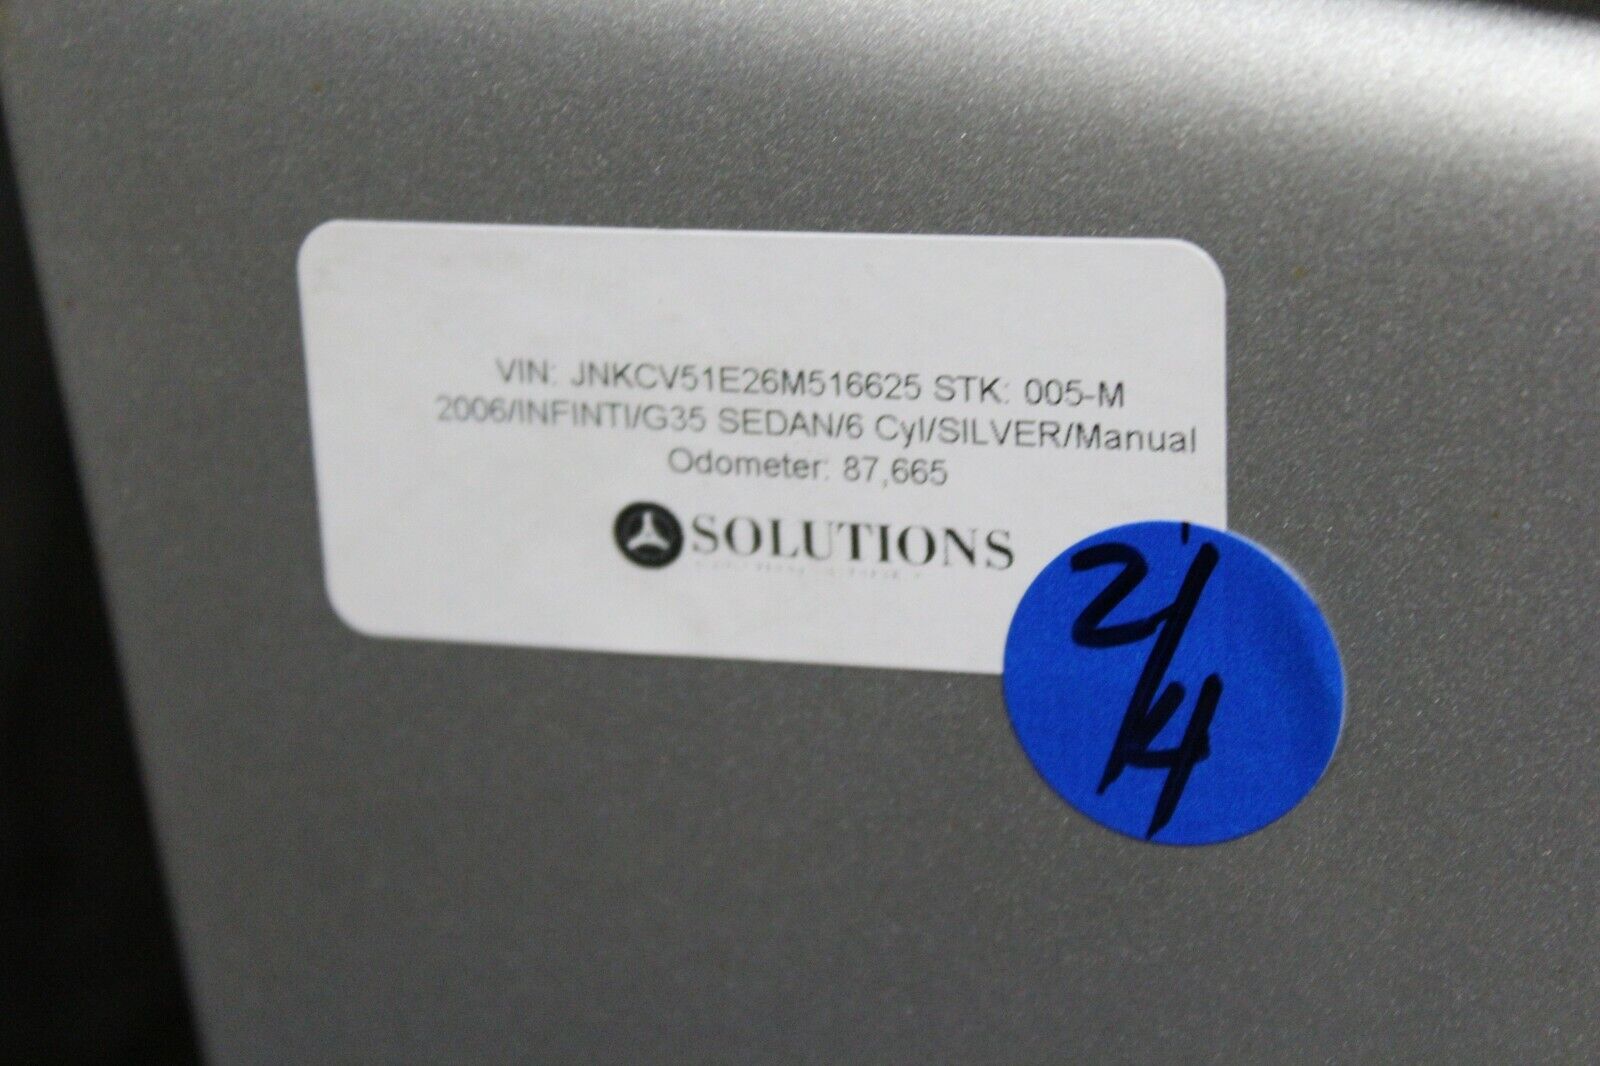 VIN: JNKCV51E26M516625 STK: 005-M
2006/INFINTI/G35 SEDAN/6 Cyl/SILVER/Manual
Odometer: 87,665
SOLUTIONS
2/4